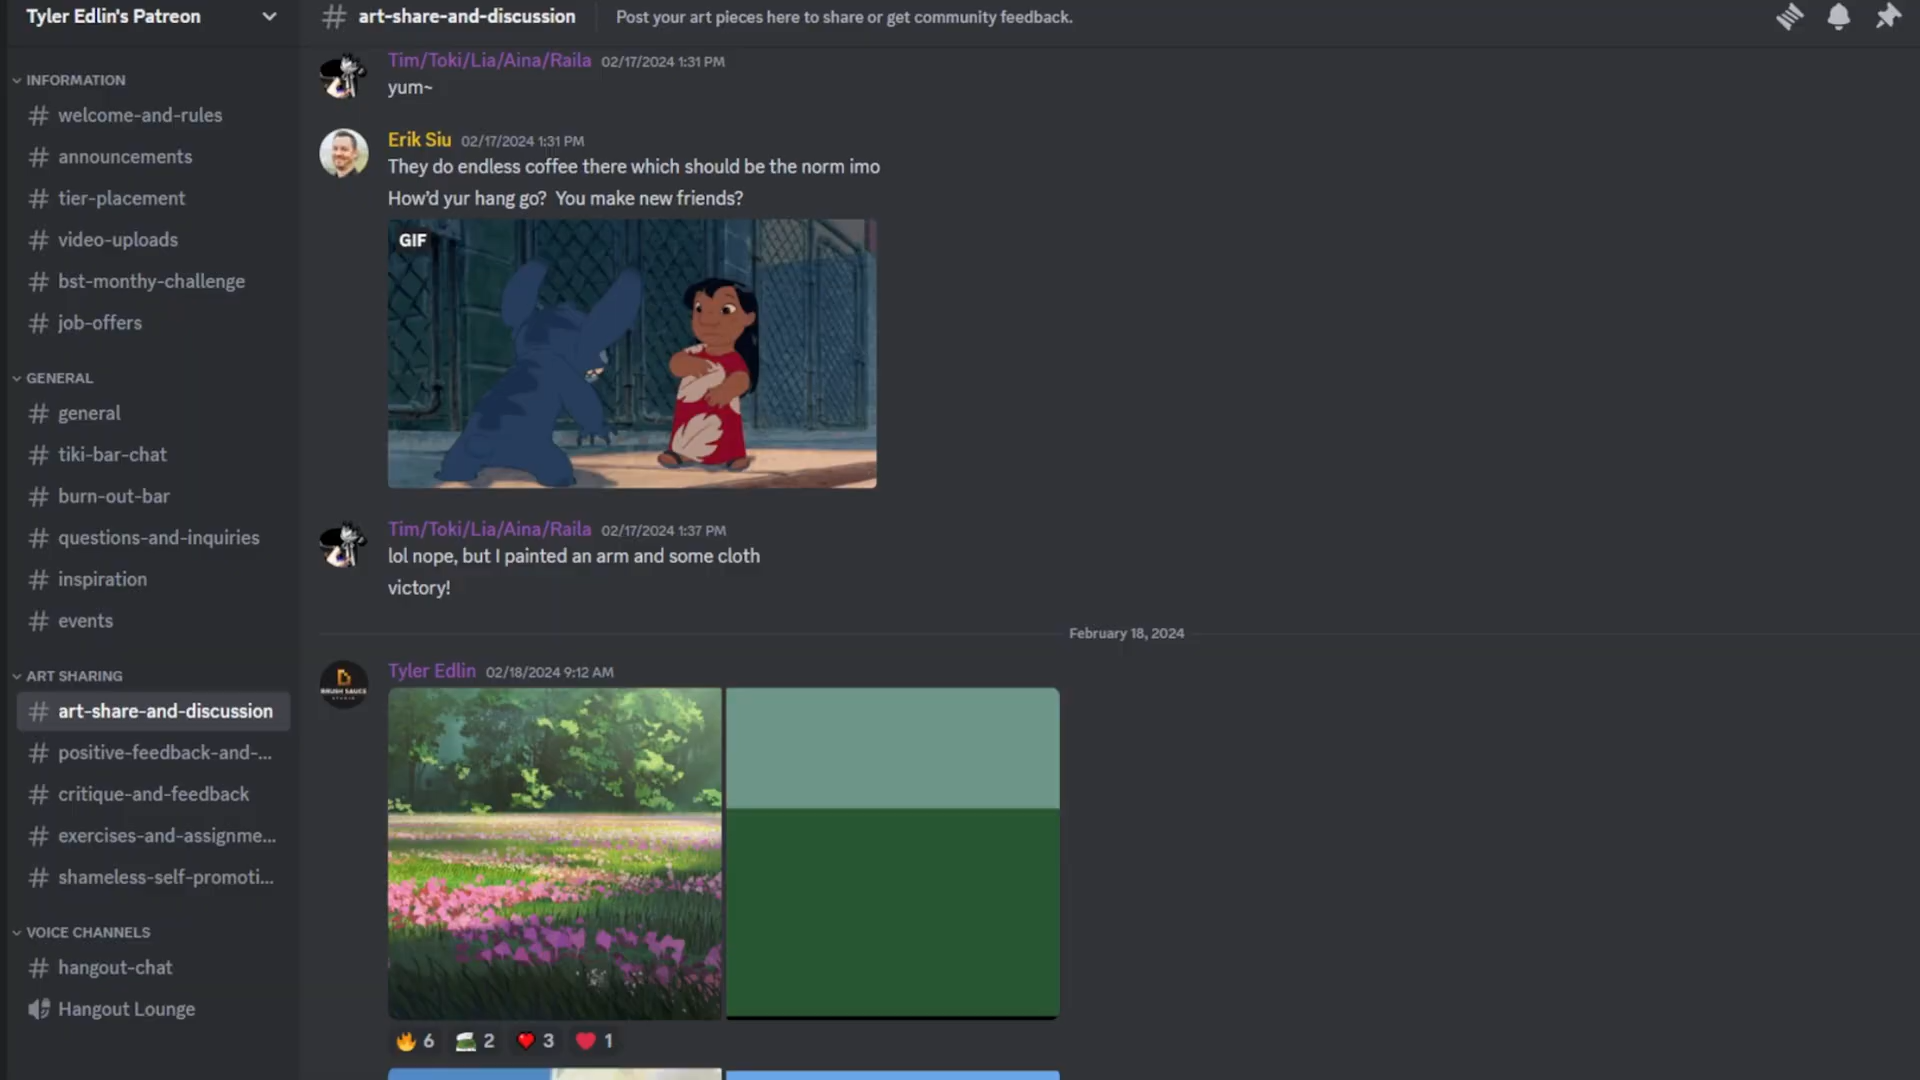 Tyler Edlin's Patreon
INFORMATION
# welcome-and-rules
# announcements
# tier-placement
# video-uploads
# bst-monthy-challenge
# job-offers
GENERAL
# general
# tiki-bar-chat
# burn-out-bar
# questions-and-inquiries
# inspiration
# events
ART SHARING
# art-share-and-discussion
# positive-feedback-and-...
# critique-and-feedback
# exercises-and-assignme...
# shameless-self-promoti...
VOICE CHANNELS
# hangout-chat
Hangout Lounge
# art-share-and-discussion Post your art pieces here to share or get community feedback.
Tim/Toki/Lia/Aina/Raila 02/17/2024 1:31 PM
yum~
Erik Siu 02/17/2024 1:31 PM
They do endless coffee there which should be the norm imo
How'd yur hang go? You make new friends?
GIF
Tim/Toki/Lia/Aina/Raila 02/17/2024 1:37 PM
lol nope, but I painted an arm and some cloth
victory!
February 18, 2024
BRUSH SAUCE
STUDIO
Tyler Edlin 02/18/2024 9:12 AM
6 2 3 1